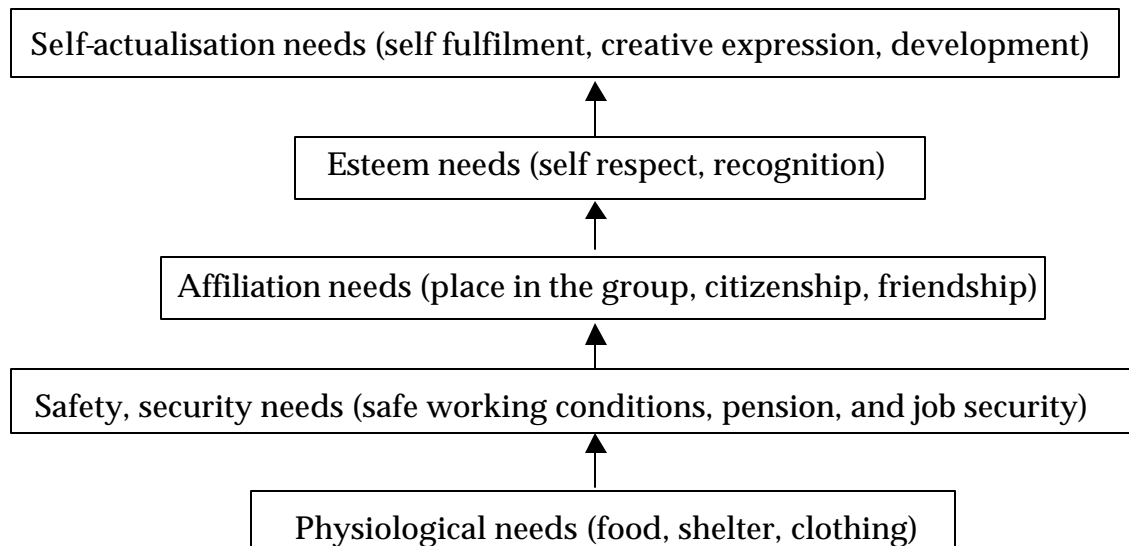 Self-actualisation needs (self fulfilment, creative expression, development)
Esteem needs (self respect, recognition)
Affiliation needs (place in the group, citizenship, friendship)
Safety, security needs (safe working conditions, pension, and job security)
Physiological needs (food, shelter, clothing)